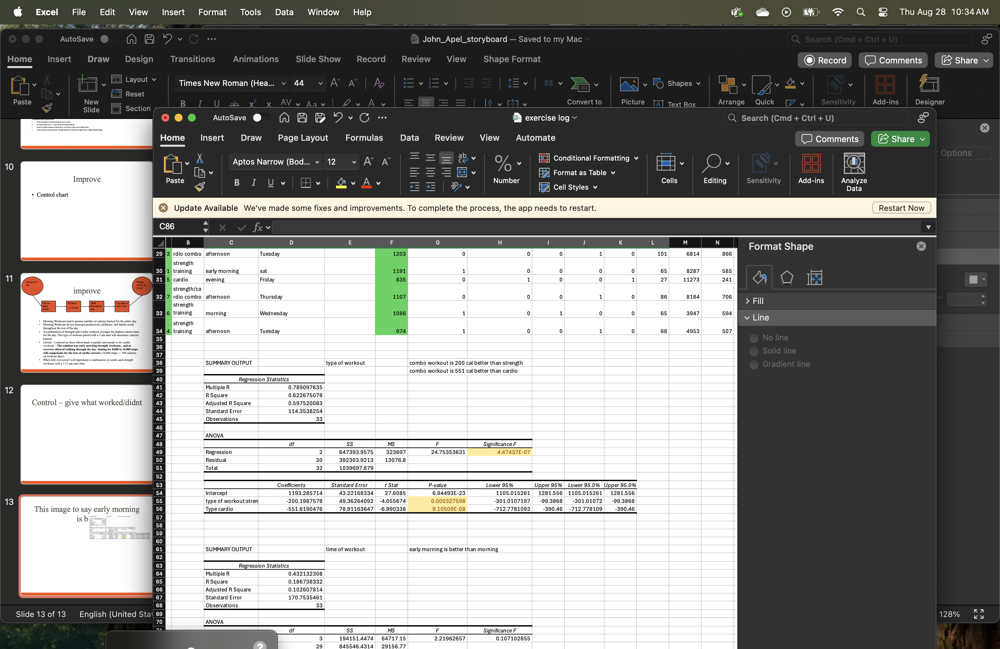 Excel File Edit View Insert Format Tools Data Window Help Thu Aug 28 10:34 AM
AutoSave John_Apel_storyboard — Saved to my Mac Search (Cmd + Ctrl + U)
Home Insert Draw Design Transitions Animations Slide Show Record Review View Shape Format Record Comments Share
Paste New Slide Layout Reset Section Times New Roman (Hea... 44 Convert to Picture Shapes Text Box Arrange Quick Sensitivity Add-ins Designer
AutoSave exercise log Search (Cmd + Ctrl + U)
Home Insert Draw Page Layout Formulas Data Review View Automate Comments Share
Paste Aptos Narrow (Bod... 12 Number Conditional Formatting Format as Table Cell Styles Cells Editing Sensitivity Add-ins Analyze Data
: Options
Update Available We've made some fixes and improvements. To complete the process, the app needs to restart. Restart Now
C86 fx
10
Improve
• Control chart
11
Get up at 5 am
Charge watch, go to bed
improve
Put on apple watch
Workout ~ 5:15 am
Walk throughout day
Log data at end of day
• Morning Workouts lead to greater number of calories burned for the entire day
• Morning Workouts do not interrupt productivity, childcare, and family needs
throughout the rest of the day
• A combination of Strength and Cardio workout averages the highest calorie burn
for the day. This type of workout paired with a 5 am start will maximize calories
burned.
• Caveat – I injured my knee which made it painful and unsafe to do cardio
workouts – The solution was early morning strength workouts , and as
recovery allowed walking through the day. Aiming for 8,000 to 10,000 steps
will compensate for the loss of cardio exercise (10,000 steps = ~390 calories
on workout days).
• When fully recovered I will implement a combination of cardio and strength
workouts with a 5:15 am start time.
12
Control – give what worked/didnt
13
This image to say early morning
is b
Slide 13 of 13 English (United Stat
B C D E F G H I J K L M N
29 3 rdio combo afternoon Tuesday 1203 0 0 0 1 0 101 6814 866
strength
30 1 training early morning sat 1191 1 0 0 0 0 65 8287 585
31 5 cardio evening Friday 835 0 1 0 0 1 27 11273 241
strength/ca
32 7 rdio combo afternoon Thursday 1107 0 0 0 1 0 86 8184 706
strength
33 6 training morning Wednesday 1086 1 0 1 0 0 65 3947 594
strength
34 4 training afternoon Tuesday 974 1 0 0 1 0 68 4953 507
35
36
37
38 SUMMARY OUTPUT type of workout combo workout is 200 cal better than strength
39 combo workout is 551 cal better than cardio
40 Regression Statistics
41 Multiple R 0.789097635
42 R Square 0.622675078
43 Adjusted R Square 0.597520083
44 Standard Error 114.3538254
45 Observations 33
46
47 ANOVA
48 df SS MS F Significance F
49 Regression 2 647393.9575 323697 24.75353631 4.47437E-07
50 Residual 30 392303.9213 13076.8
51 Total 32 1039697.879
52
53 Coefficients Standard Error t Stat P-value Lower 95% Upper 95% Lower 95.0% Upper 95.0%
54 Intercept 1193.285714 43.22168334 27.6085 6.94493E-23 1105.015261 1281.556 1105.015261 1281.556
55 type of workout:stren -200.1987578 49.36264092 -4.055674 0.000327598 -301.0107197 -99.3868 -301.01072 -99.3868
56 Type cardio -551.6190476 78.91163647 -6.990338 9.10509E-08 -712.7781093 -390.46 -712.778109 -390.46
57
58
59
60
61 SUMMARY OUTPUT time of workout early morning is better than morning
62
63 Regression Statistics
64 Multiple R 0.432132308
65 R Square 0.186738332
66 Adjusted R Square 0.102607814
67 Standard Error 170.7535461
68 Observations 33
69
70 ANOVA
df SS MS F Significance F
3 194151.4474 64717.15 2.21962657 0.107102855
29 845546.4314 29156.77
Format Shape
Fill
Line
No line
Solid line
Gradient line
128%